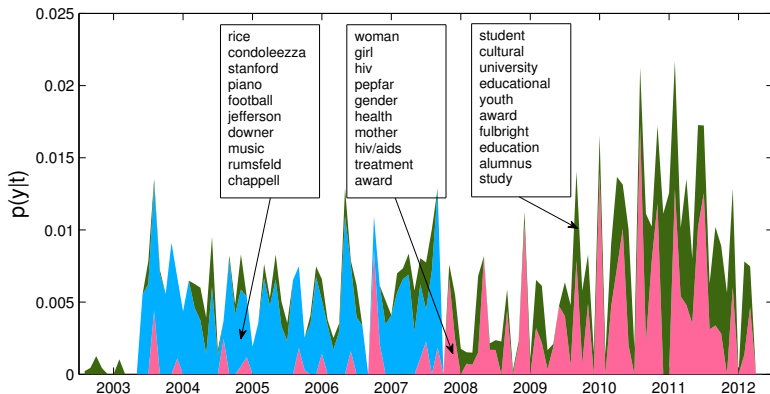 0.025
0.02
0.015
0.01
0.005
0
p(y|t)
rice
condoleezza
stanford
piano
football
jefferson
downer
music
rumsfeld
chappell
woman
girl
hiv
pepfar
gender
health
mother
hiv/aids
treatment
award
student
cultural
university
educational
youth
award
fulbright
education
alumnus
study
2003 2004 2005 2006 2007 2008 2009 2010 2011 2012